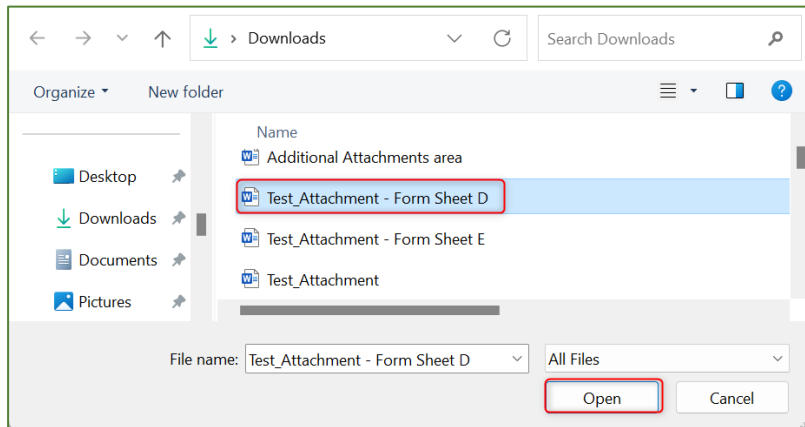 Downloads
Search Downloads
Organize
New folder
?
Name
Additional Attachments area
Desktop
Test_Attachment - Form Sheet D
Downloads
Test_Attachment - Form Sheet E
Documents
Test_Attachment
Pictures
File name:
Test_Attachment - Form Sheet D
All Files
Open
Cancel